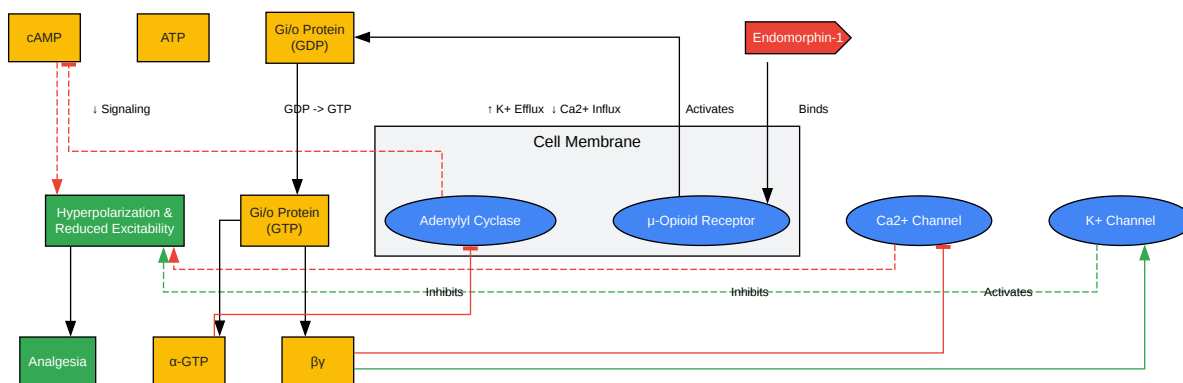 cAMP
ATP
Gi/o Protein
(GDP)
Endomorphin-1
↓ Signaling
GDP -> GTP
↑ K+ Efflux
↓ Ca2+ Influx
Activates
Binds
Cell Membrane
Hyperpolarization &
Reduced Excitability
Gi/o Protein
(GTP)
Adenylyl Cyclase
μ-Opioid Receptor
Ca2+ Channel
K+ Channel
Inhibits
Inhibits
Activates
Analgesia
α-GTP
βγ